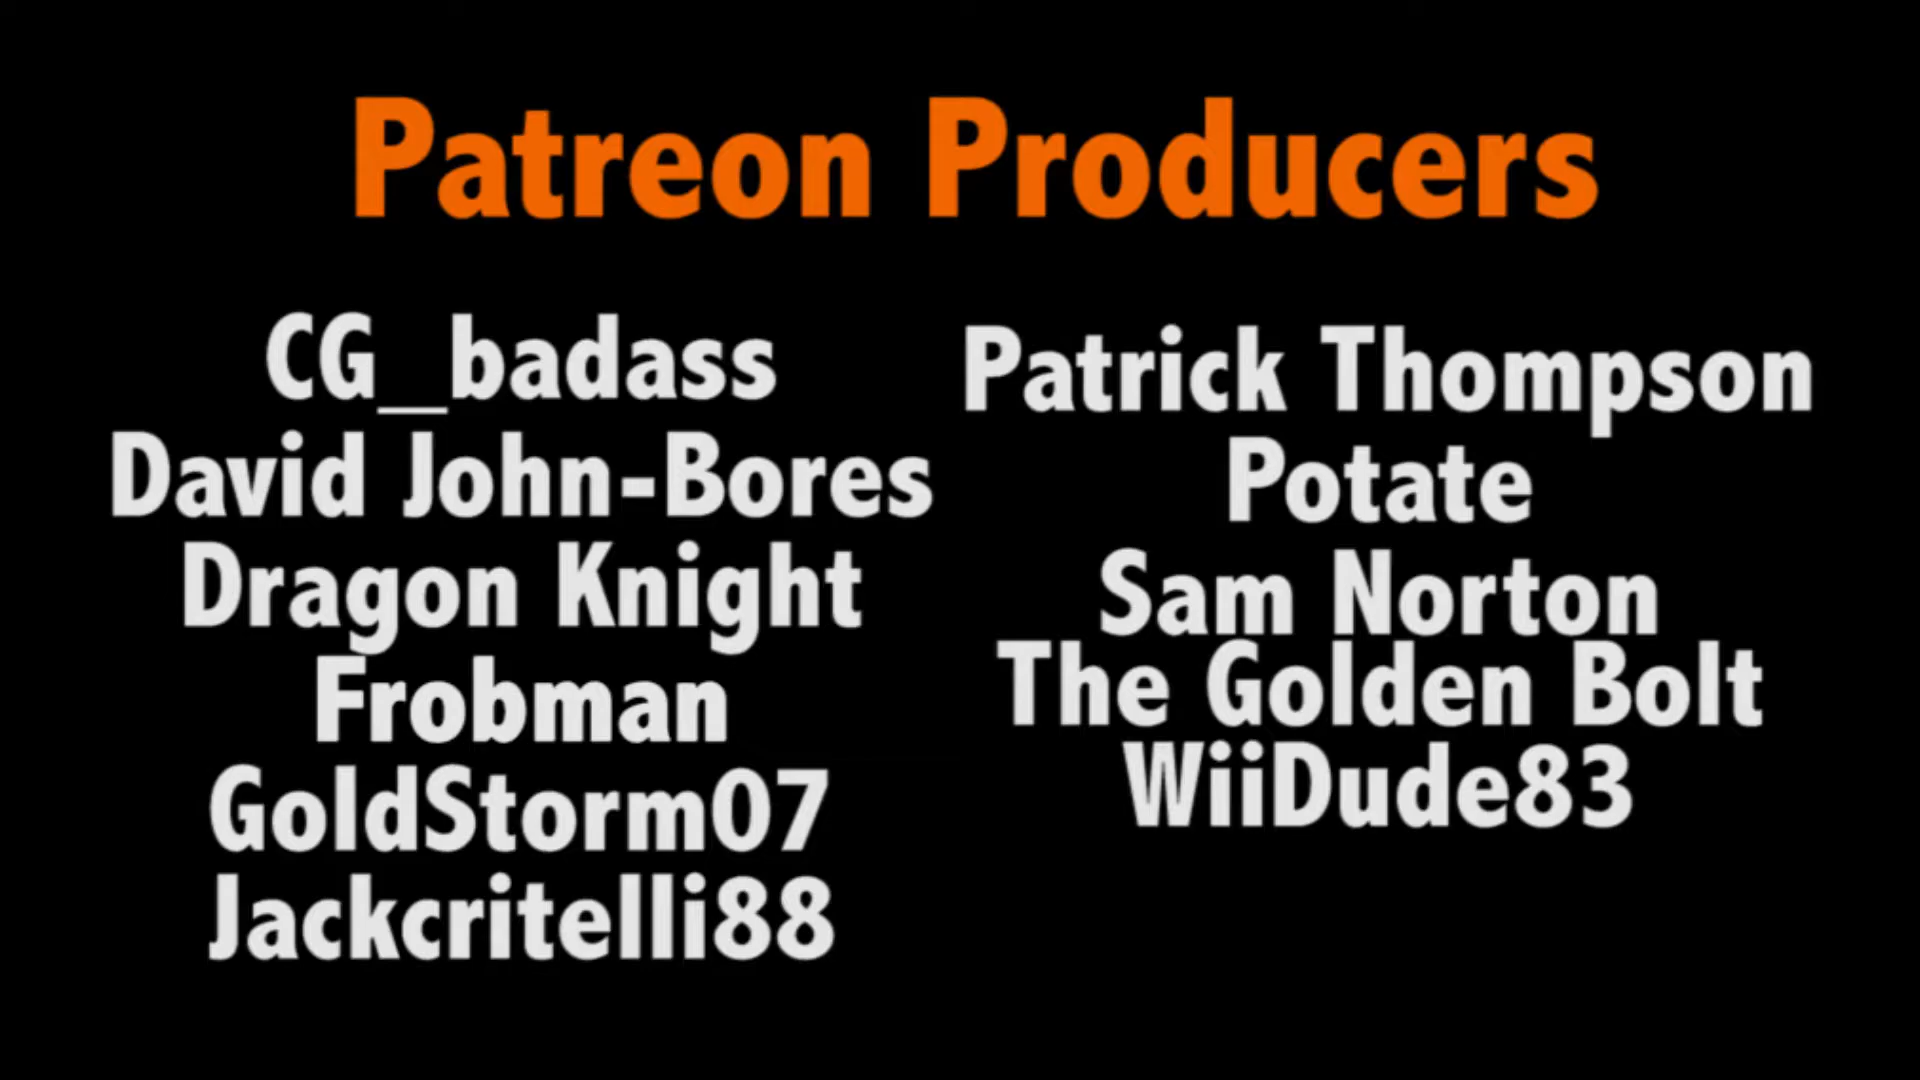 Patreon Producers
CG_badass
David John-Bores
Dragon Knight
Frobman
GoldStorm07
Jackcritelli88
Patrick Thompson
Potate
Sam Norton
The Golden Bolt
WiiDude83